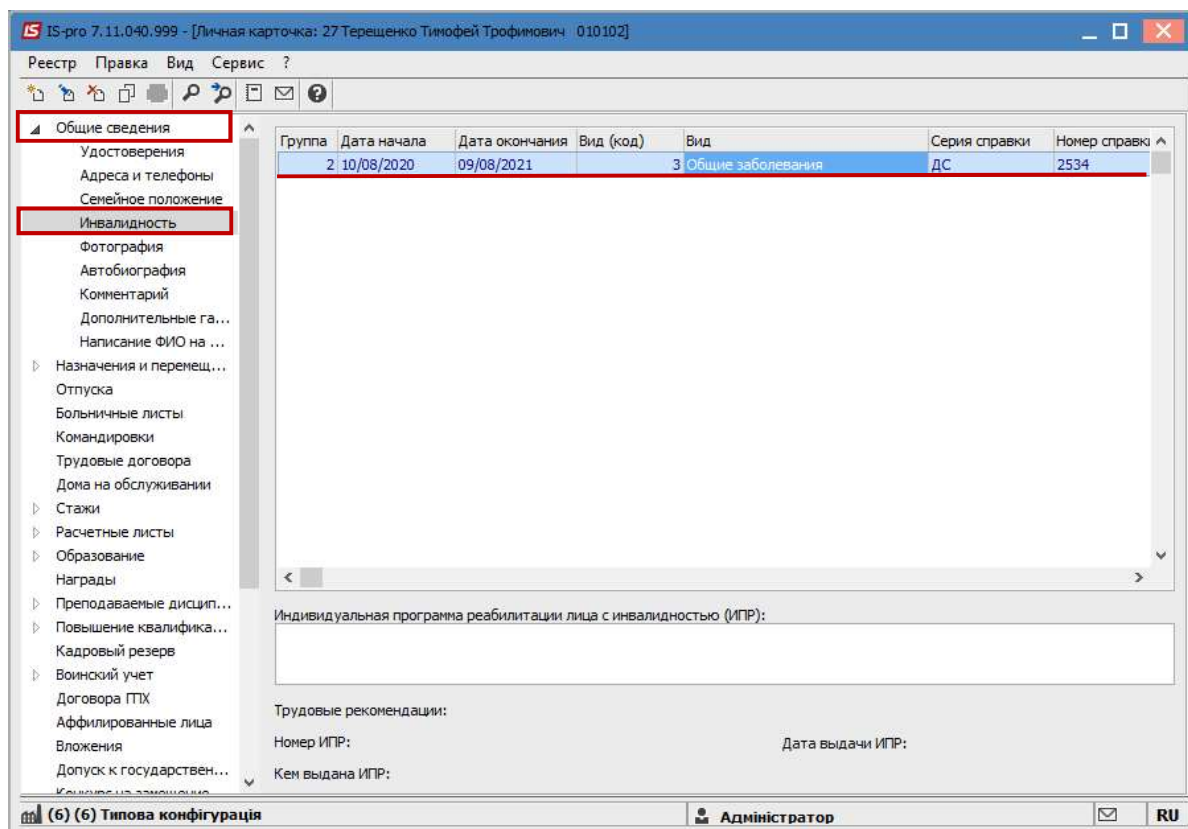 IS-pro 7.11.040.999 - [Личная карточка: 27 Терещенко Тимофей Трофимович 010102]
Реестр Правка Вид Сервис ?
Общие сведения
Удостоверения
Адреса и телефоны
Семейное положение
Инвалидность
Фотография
Автобиография
Комментарий
Дополнительные га...
Написание ФИО на ...
Назначения и перемещ...
Отпуска
Больничные листы
Командировки
Трудовые договора
Дома на обслуживании
Стажи
Расчетные листы
Образование
Награды
Преподаваемые дисцип...
Повышение квалифика...
Кадровый резерв
Воинский учет
Договора ГПХ
Аффилированные лица
Вложения
Допуск к государствен...
Группа Дата начала Дата окончания Вид (код) Вид Серия справки Номер справки
2 10/08/2020 09/08/2021 3 Общие заболевания ДС 2534
Индивидуальная программа реабилитации лица с инвалидностью (ИПР):
Трудовые рекомендации:
Номер ИПР: Дата выдачи ИПР:
Кем выдана ИПР:
(6) (6) Типова конфігурація Адміністратор RU